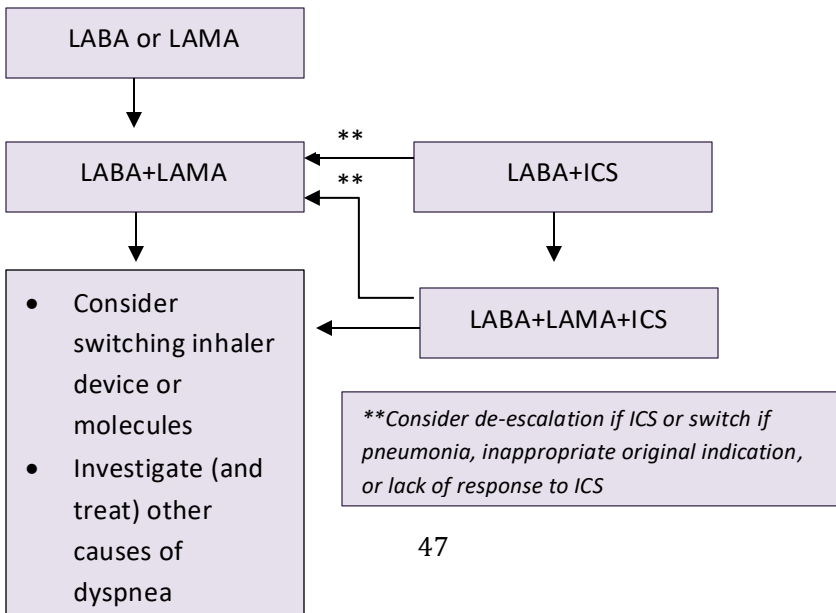 LABA or LAMA
**
LABA+LAMA
LABA+ICS
**
• Consider
switching inhaler
device or
molecules
• Investigate (and
treat) other
causes of
dyspnea
LABA+LAMA+ICS
**Consider de-escalation if ICS or switch if
pneumonia, inappropriate original indication,
or lack of response to ICS
47